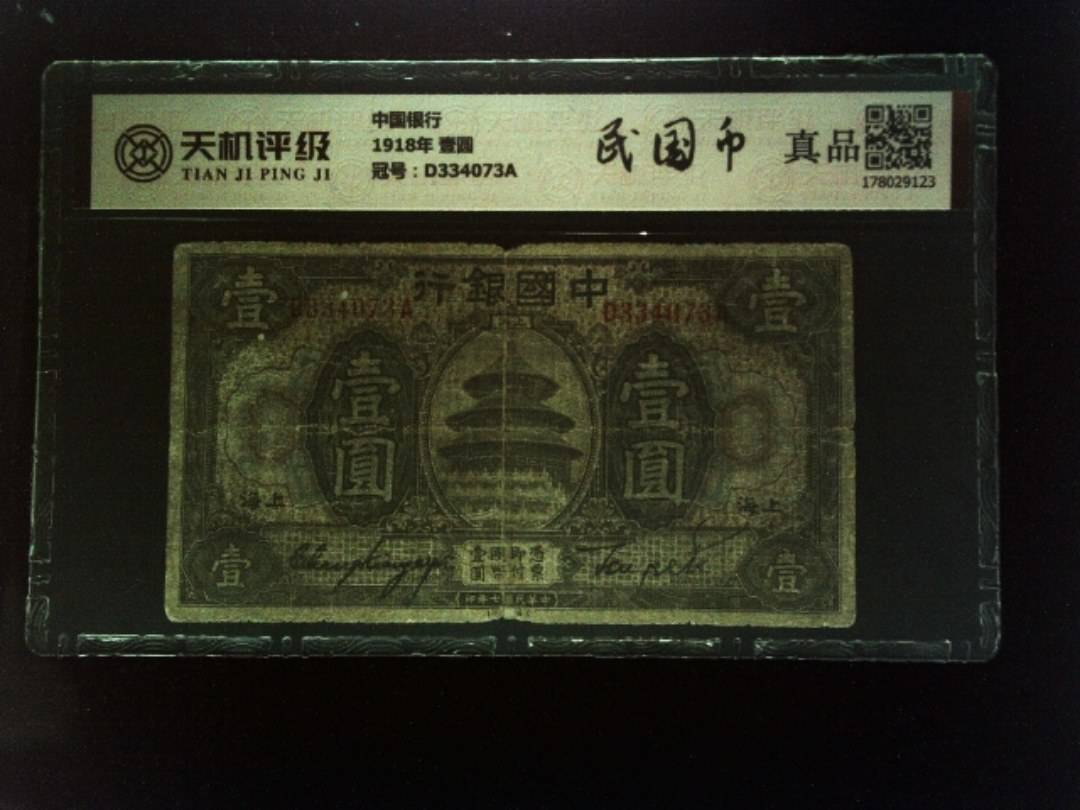 天机评级
TIAN JI PING JI
中国银行
1918年 壹圆
冠号：D334073A
民国币
真品
178029123
行銀國中
壹
壹
D334073A
D334073
壹圓
壹圓
海上
海上
壹
壹